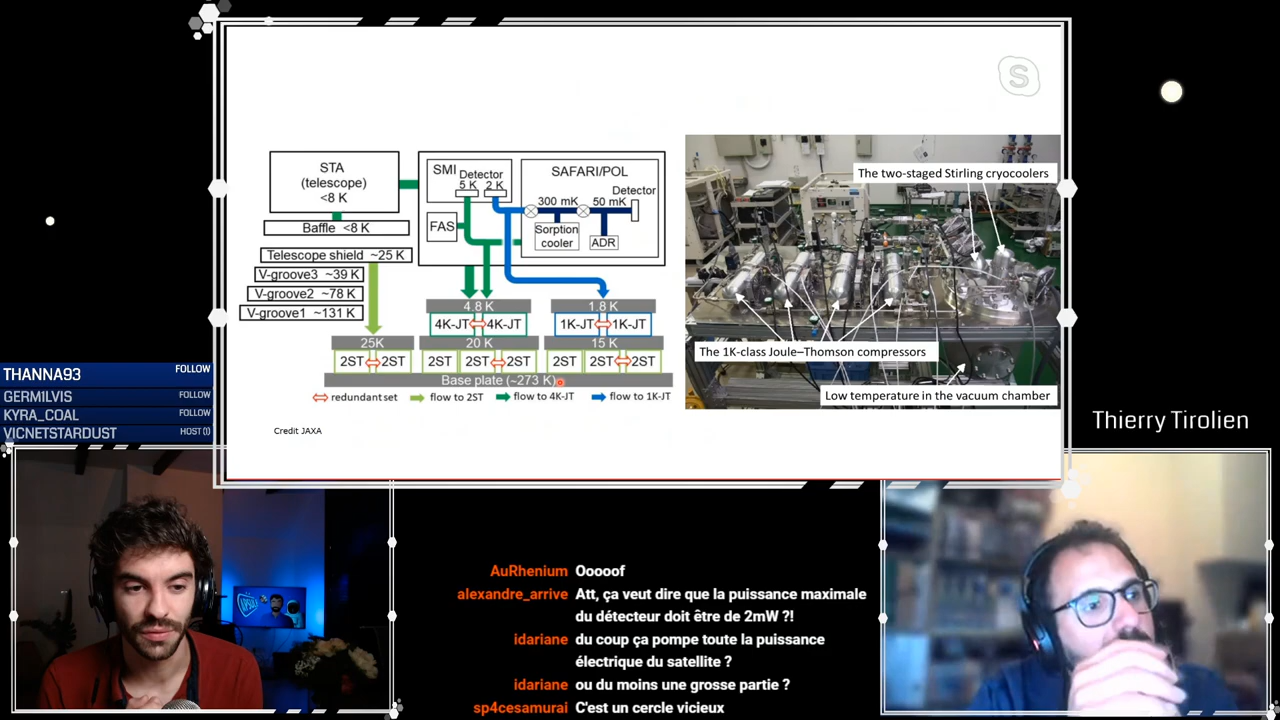 S
STA
(telescope)
<8 K
Baffle <8 K
Telescope shield ~25 K
V-groove3 ~39 K
V-groove2 ~78 K
V-groove1 ~131 K
SMI
Detector
5 K
2 K
FAS
SAFARI/POL
Detector
300 mK
50 mK
Sorption
cooler
ADR
4.8 K
1.8 K
4K-JT
4K-JT
1K-JT
1K-JT
25K
20 K
15 K
2ST
2ST
2ST
2ST
2ST
2ST
2ST
2ST
Base plate (~273 K)
redundant set
flow to 2ST
flow to 4K-JT
flow to 1K-JT
Credit JAXA
The two-staged Stirling cryocoolers
The 1K-class Joule–Thomson compressors
Low temperature in the vacuum chamber
THANNA93 FOLLOW
GERMILVIS FOLLOW
KYRA_COAL FOLLOW
VICNETSTARDUST HOST (1)
Thierry Tirolien
AuRhenium Ooooof
alexandre_arrive Att, ça veut dire que la puissance maximale
du détecteur doit être de 2mW ?!
idariane du coup ça pompe toute la puissance
électrique du satellite ?
idariane ou du moins une grosse partie ?
sp4cesamurai C'est un cercle vicieux